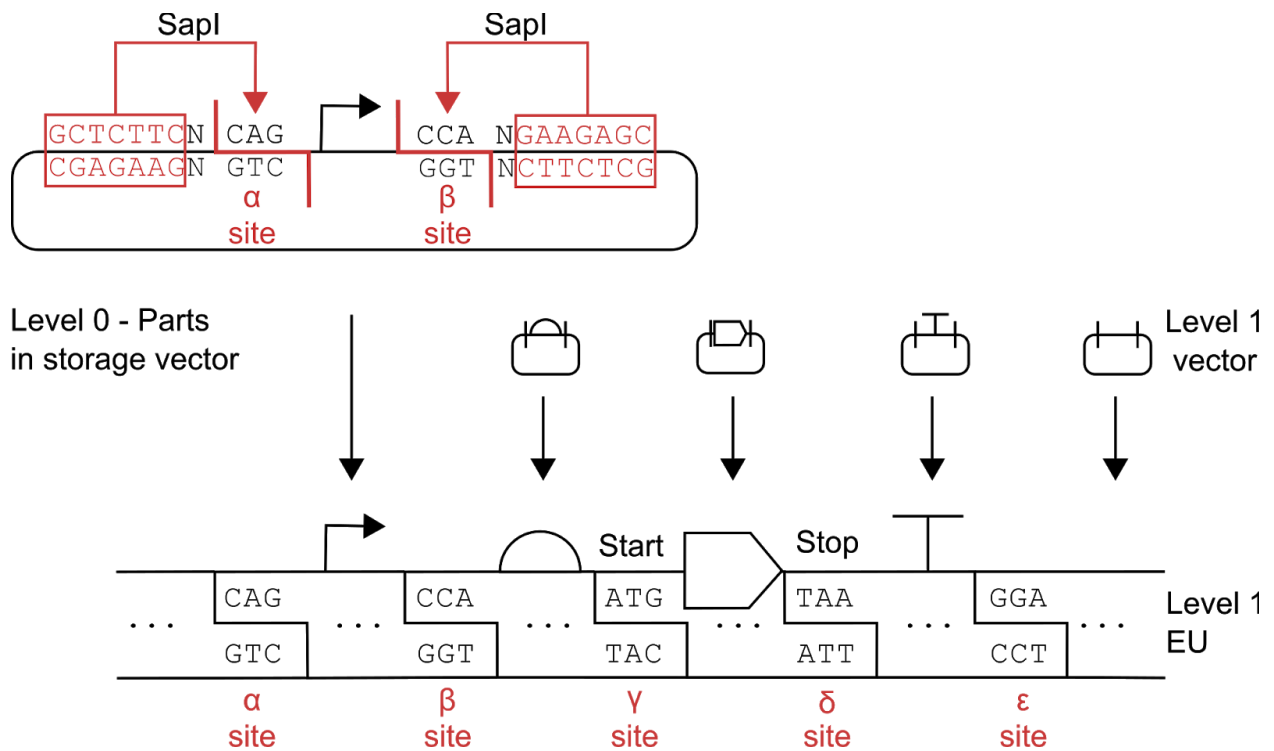 SapI SapI
GCTCTTCN CAG CCA NGAAGAGC
CGAGAAGN GTC GGT NCTTCTCG
α β
site site
Level 0 - Parts
in storage vector
Level 1
vector
Start Stop
CAG CCA ATG TAA GGA
... ... ... ... ... ...
GTC GGT TAC ATT CCT
Level 1
EU
α β γ δ ε
site site site site site